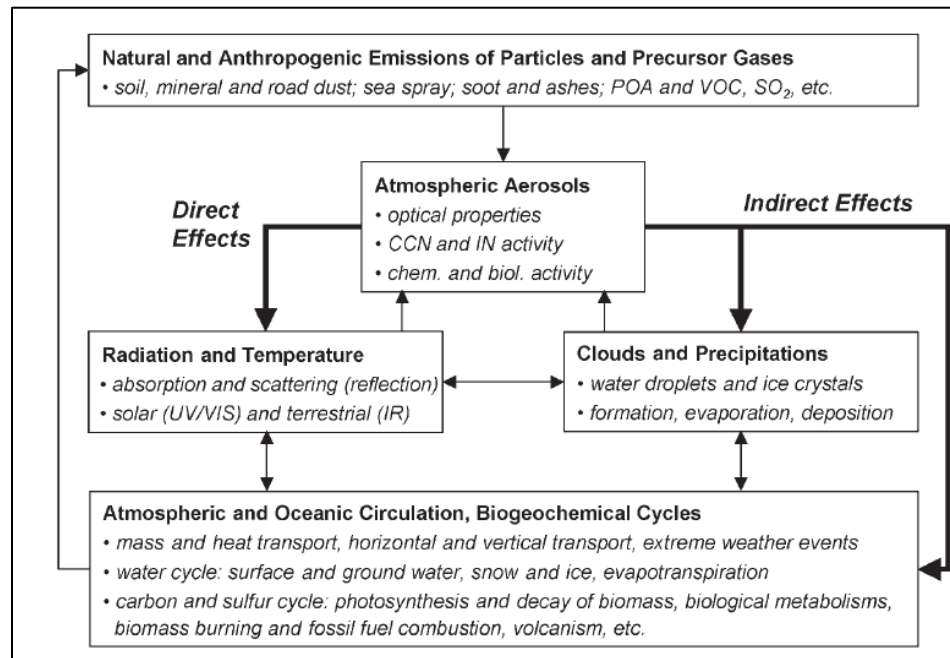 Natural and Anthropogenic Emissions of Particles and Precursor Gases
• soil, mineral and road dust; sea spray; soot and ashes; POA and VOC, SO₂, etc.
Atmospheric Aerosols
• optical properties
• CCN and IN activity
• chem. and biol. activity
Direct
Effects
Indirect Effects
Radiation and Temperature
• absorption and scattering (reflection)
• solar (UV/VIS) and terrestrial (IR)
Clouds and Precipitations
• water droplets and ice crystals
• formation, evaporation, deposition
Atmospheric and Oceanic Circulation, Biogeochemical Cycles
• mass and heat transport, horizontal and vertical transport, extreme weather events
• water cycle: surface and ground water, snow and ice, evapotranspiration
• carbon and sulfur cycle: photosynthesis and decay of biomass, biological metabolisms,
biomass burning and fossil fuel combustion, volcanism, etc.